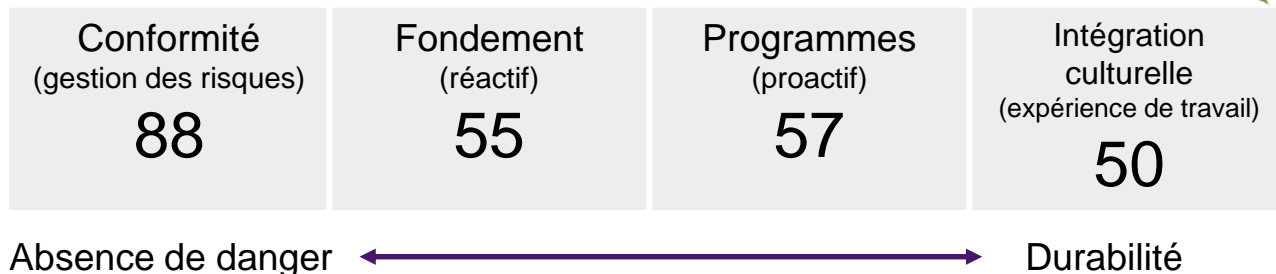 Conformité
(gestion des risques)
88
Fondement
(réactif)
55
Programmes
(proactif)
57
Intégration
culturelle
(expérience de travail)
50
Absence de danger
Durabilité